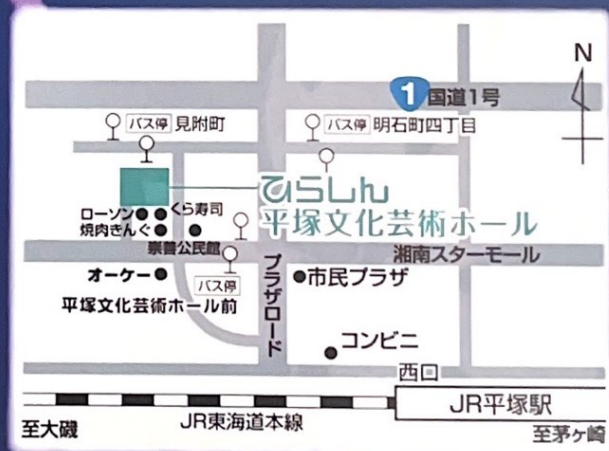 N
1 国道1号
バス停 見附町
バス停 明石町四丁目
ひらしん
平塚文化芸術ホール
ローソン
くら寿司
焼肉きんぐ
崇善公民館
湘南スターモール
オーケー
バス停
平塚文化芸術ホール前
プラザロード
市民プラザ
コンビニ
西口
JR平塚駅
JR東海道本線
至大磯
至茅ヶ崎